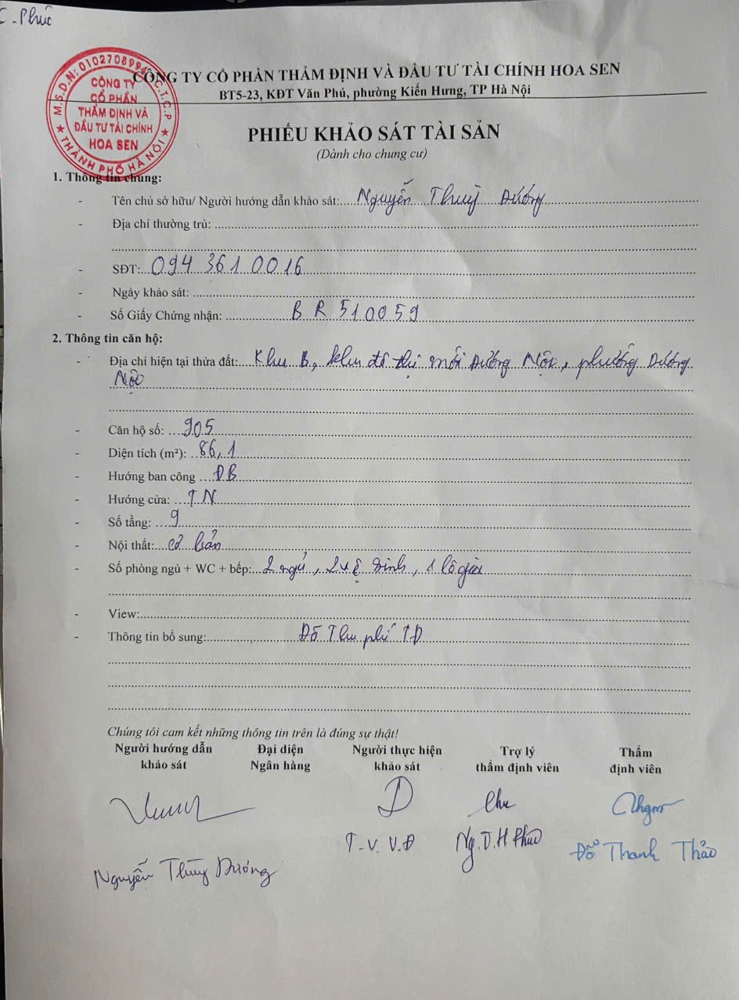 C. Phúc
M.S.D.N: 0102708994 C.T.C.P
CÔNG TY
CỔ PHẦN
THẨM ĐỊNH VÀ
ĐẦU TƯ TÀI CHÍNH
HOA SEN
THÀNH PHỐ HÀ NỘI
CÔNG TY CỔ PHẦN THẨM ĐỊNH VÀ ĐẦU TƯ TÀI CHÍNH HOA SEN
BT5-23, KĐT Văn Phú, phường Kiến Hưng, TP Hà Nội
PHIẾU KHẢO SÁT TÀI SẢN
(Dành cho chung cư)
1. Thông tin chung:
- Tên chủ sở hữu/ Người hướng dẫn khảo sát: Nguyễn Thuỳ Dương
- Địa chỉ thường trú:
- SĐT: 094 361 0016
- Ngày khảo sát:
- Số Giấy Chứng nhận: BR 510059
2. Thông tin căn hộ:
- Địa chỉ hiện tại thửa đất: Khu B, khu đô thị mới Dương Nội, phường Dương
Nội
- Căn hộ số: 905
- Diện tích (m²): 86,1
- Hướng ban công ĐB
- Hướng cửa: TN
- Số tầng: 9
- Nội thất: cơ bản
- Số phòng ngủ + WC + bếp: 2 ngủ, 2 vệ sinh, 1 lô gia
- View:
- Thông tin bổ sung: Đã Thu phí TĐ
Chúng tôi cam kết những thông tin trên là đúng sự thật!
Người hướng dẫn khảo sát
Đại diện Ngân hàng
Người thực hiện khảo sát
Trợ lý thẩm định viên
Thẩm định viên
T.V.V.Đ
Ng.T.H Phúc
Đỗ Thanh Thảo
Nguyễn Thùy Dương